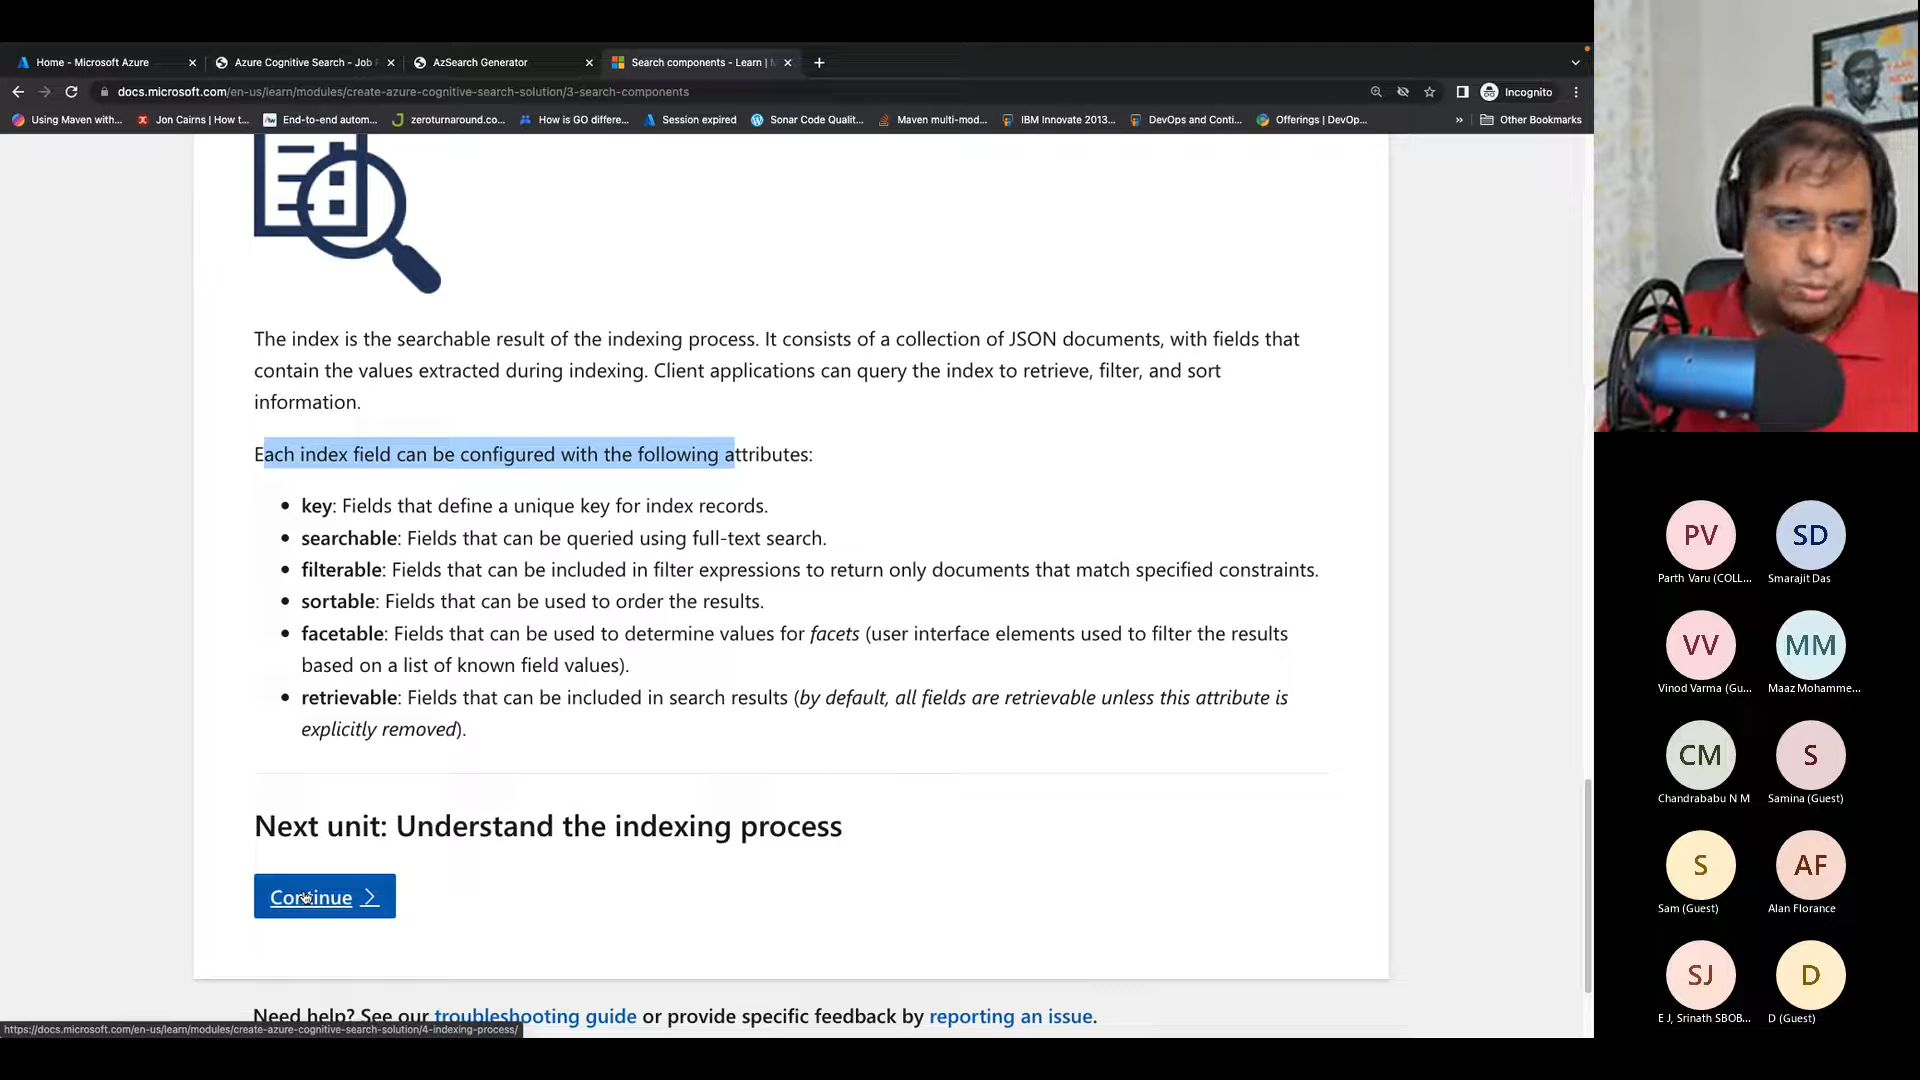 Home - Microsoft Azure
Azure Cognitive Search - Job
AzSearch Generator
Search components - Learn |
docs.microsoft.com/en-us/learn/modules/create-azure-cognitive-search-solution/3-search-components
Incognito
Using Maven with...
Jon Cairns | How t...
End-to-end autom...
zeroturnaround.co...
How is GO differe...
Session expired
Sonar Code Qualit...
Maven multi-mod...
IBM Innovate 2013...
DevOps and Conti...
Offerings | DevOp...
»
Other Bookmarks
The index is the searchable result of the indexing process. It consists of a collection of JSON documents, with fields that
contain the values extracted during indexing. Client applications can query the index to retrieve, filter, and sort
information.
Each index field can be configured with the following attributes:
• key: Fields that define a unique key for index records.
• searchable: Fields that can be queried using full-text search.
• filterable: Fields that can be included in filter expressions to return only documents that match specified constraints.
• sortable: Fields that can be used to order the results.
• facetable: Fields that can be used to determine values for facets (user interface elements used to filter the results
based on a list of known field values).
• retrievable: Fields that can be included in search results (by default, all fields are retrievable unless this attribute is
explicitly removed).
Next unit: Understand the indexing process
Continue
Need help? See our troubleshooting guide or provide specific feedback by reporting an issue.
https://docs.microsoft.com/en-us/learn/modules/create-azure-cognitive-search-solution/4-indexing-process/
PV
Parth Varu (COLL...
SD
Smarajit Das
VV
Vinod Varma (Gu...
MM
Maaz Mohamme...
CM
Chandrababu N M
S
Samina (Guest)
S
Sam (Guest)
AF
Alan Florance
SJ
E J, Srinath SBOB...
D
D (Guest)